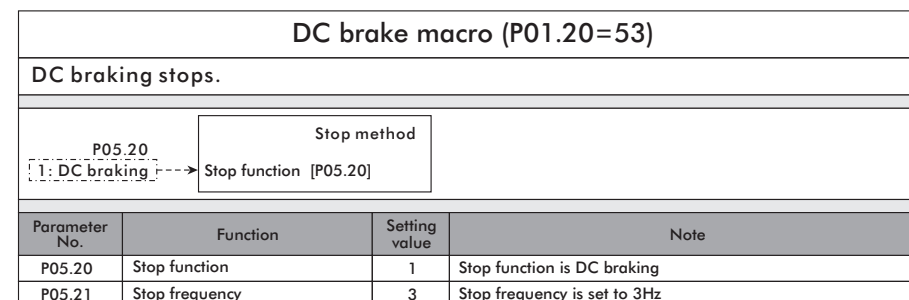 DC brake macro (P01.20=53)
DC braking stops.
Stop method
P05.20
1: DC braking
Stop function [P05.20]
Parameter No. Function Setting value Note
P05.20 Stop function 1 Stop function is DC braking
P05.21 Stop frequency 3 Stop frequency is set to 3Hz